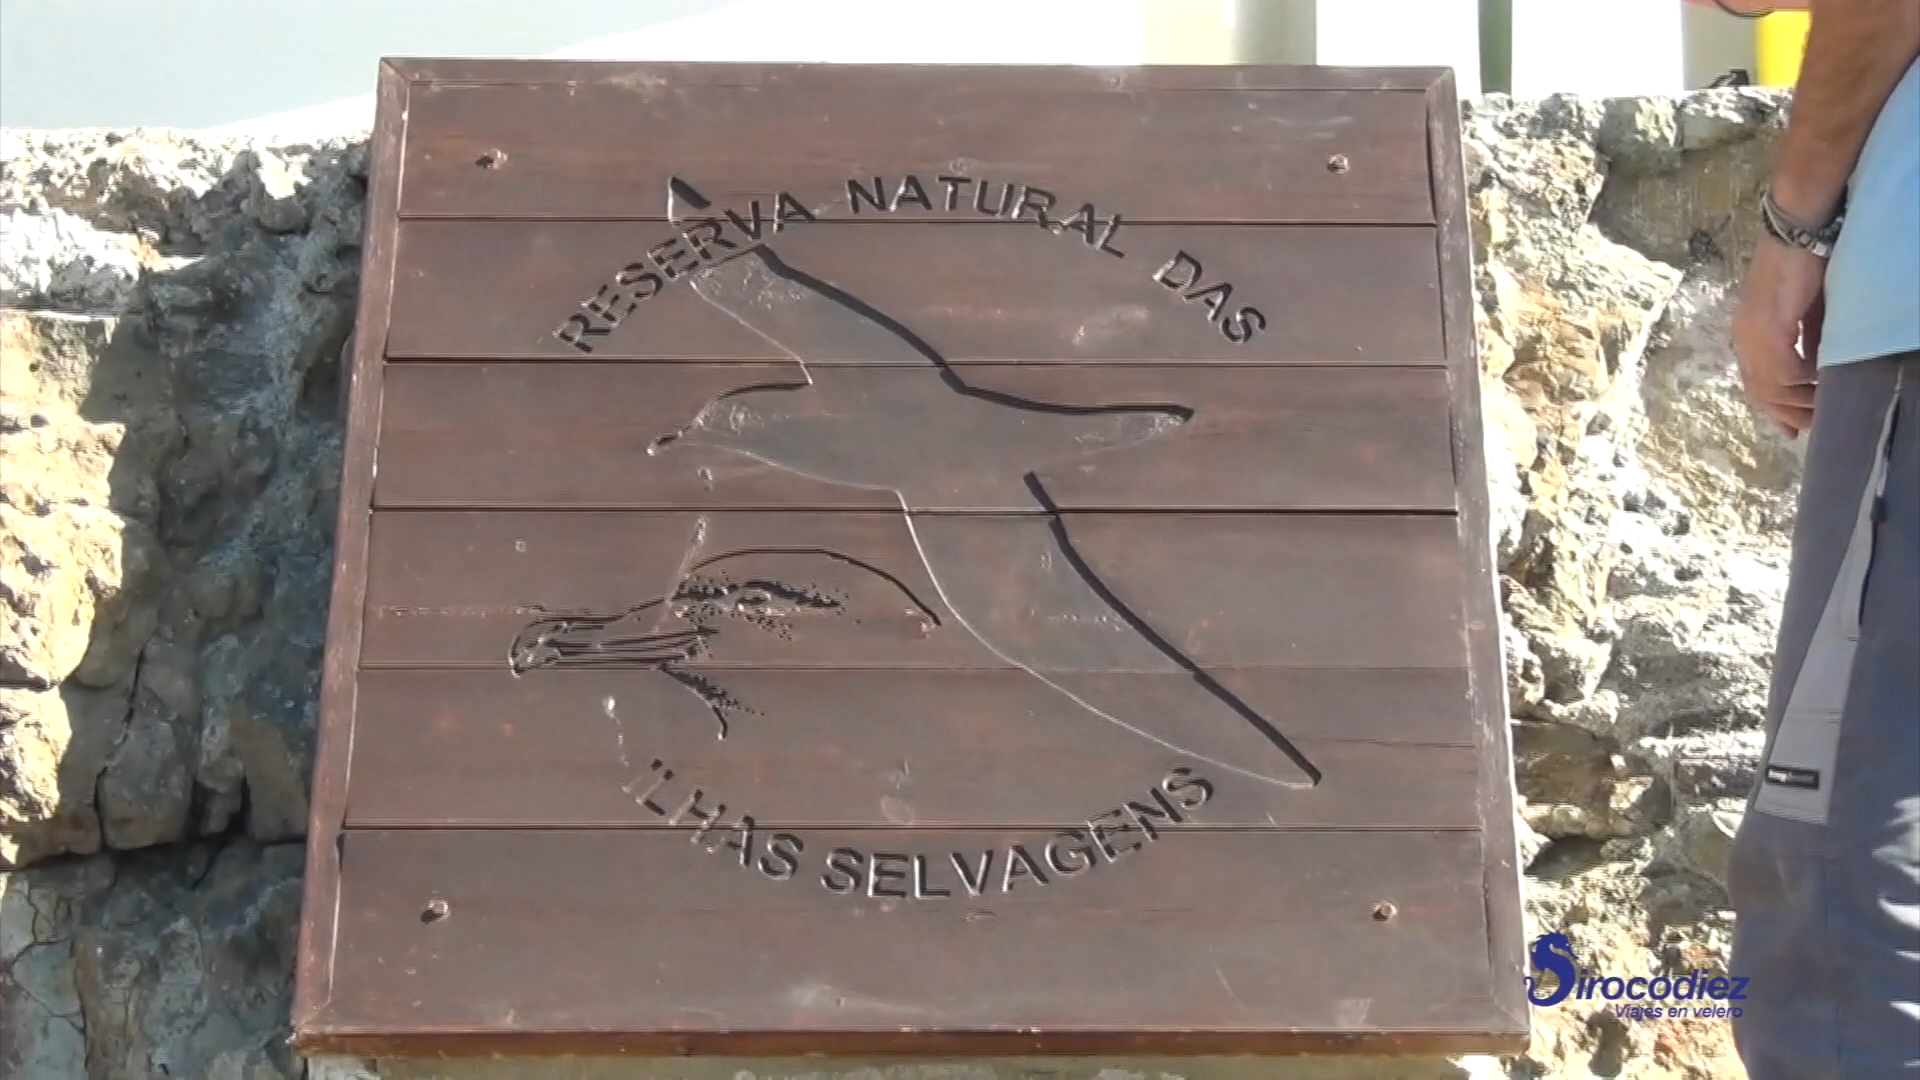 RESERVA NATURAL DAS
ILHAS SELVAGENS
Sirocodiez
Viajes en velero